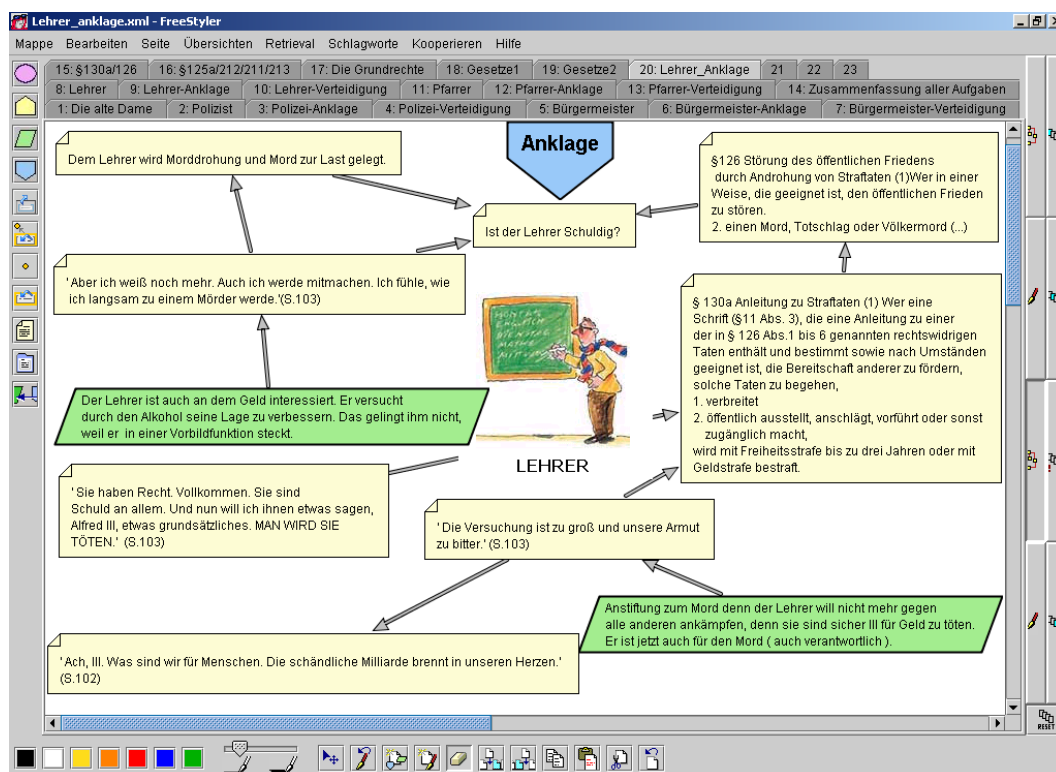 Lehrer_anklage.xml - FreeStyler
Mappe Bearbeiten Seite Übersichten Retrieval Schlagworte Kooperieren Hilfe
15: §130a/126 16: §125a/212/211/213 17: Die Grundrechte 18: Gesetze1 19: Gesetze2 20: Lehrer_Anklage 21 22 23
8: Lehrer 9: Lehrer-Anklage 10: Lehrer-Verteidigung 11: Pfarrer 12: Pfarrer-Anklage 13: Pfarrer-Verteidigung 14: Zusammenfassung aller Aufgaben
1: Die alte Dame 2: Polizist 3: Polizei-Anklage 4: Polizei-Verteidigung 5: Bürgermeister 6: Bürgermeister-Anklage 7: Bürgermeister-Verteidigung
Anklage
Dem Lehrer wird Morddrohung und Mord zur Last gelegt.
§126 Störung des öffentlichen Friedens
durch Androhung von Straftaten (1)Wer in einer
Weise, die geeignet ist, den öffentlichen Frieden
zu stören.
2. einen Mord, Totschlag oder Völkermord (...)
Ist der Lehrer Schuldig?
' Aber ich weiß noch mehr. Auch ich werde mitmachen. Ich fühle, wie
ich langsam zu einem Mörder werde.'(S.103)
§ 130a Anleitung zu Straftaten (1) Wer eine
Schrift (§11 Abs. 3), die eine Anleitung zu einer
der in § 126 Abs.1 bis 6 genannten rechtswidrigen
Taten enthält und bestimmt sowie nach Umständen
geeignet ist, die Bereitschaft anderer zu fördern,
solche Taten zu begehen,
1. verbreitet
2. öffentlich ausstellt, anschlägt, vorführt oder sonst
zugänglich macht,
wird mit Freiheitsstrafe bis zu drei Jahren oder mit
Geldstrafe bestraft.
Der Lehrer ist auch an dem Geld interessiert. Er versucht
durch den Alkohol seine Lage zu verbessern. Das gelingt ihm nicht,
weil er in einer Vorbildfunktion steckt.
LEHRER
' Sie haben Recht. Vollkommen. Sie sind
Schuld an allem. Und nun will ich ihnen etwas sagen,
Alfred III, etwas grundsätzliches. MAN WIRD SIE
TÖTEN.' (S.103)
' Die Versuchung ist zu groß und unsere Armut
zu bitter.' (S.103)
Anstiftung zum Mord denn der Lehrer will nicht mehr gegen
alle anderen ankämpfen, denn sie sind sicher III für Geld zu töten.
Er ist jetzt auch für den Mord ( auch verantwortlich ).
' Ach, III. Was sind wir für Menschen. Die schändliche Milliarde brennt in unseren Herzen.'
(S.102)
RESET